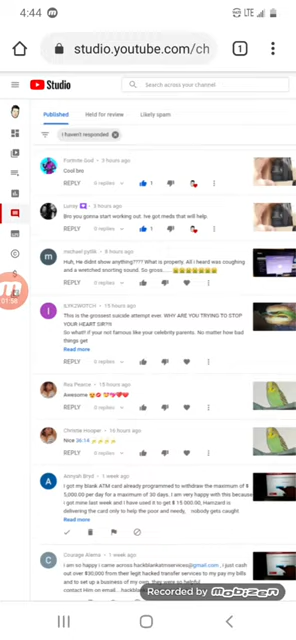 4:44
LTE
studio.youtube.com/ch
1
Studio
Search across your channel
Published
Held for review
Likely spam
I haven't responded
Fortnite God • 2 hours ago
Cool bro
REPLY
0 replies
1
3 hours ago
Bro you gonna start working out. Ive got meds that will help.
REPLY
0 replies
1
8 hours ago
Huh, He didnt show anything???? What is property. All i heard was coughing
and a wretched snorting sound. So gross......
REPLY
0 replies
15 hours ago
This is the grossest suicide attempt ever. WHY ARE YOU TRYING TO STOP
YOUR HEART SIR?!!
So what! if your not famous like your celebrity parents. No matter how bad
things get
Read more
REPLY
0 replies
Rea Pearce • 15 hours ago
Awesome
REPLY
0 replies
Christie Hooper • 16 hours ago
Nice 36:14
REPLY
0 replies
1 week ago
I got my blank ATM card already programmed to withdraw the maximum of $
5,000.00 per day for a maximum of 30 days. I am very happy with this because
i got mine last week and I have used it to get $ 15 000,00. Hamzard is
delivering the card only to help the poor and needy, nobody gets caught
Read more
Courage Alema • 1 week ago
I am so happy i came across hackblankatmservices@gmail.com , I just cash
out over $30,000 from their legit hacked transfer services to my pay my bills
and to set up a business of my own, they were so helpful
contact Him on email...
01:56
Recorded by MOBIZEN